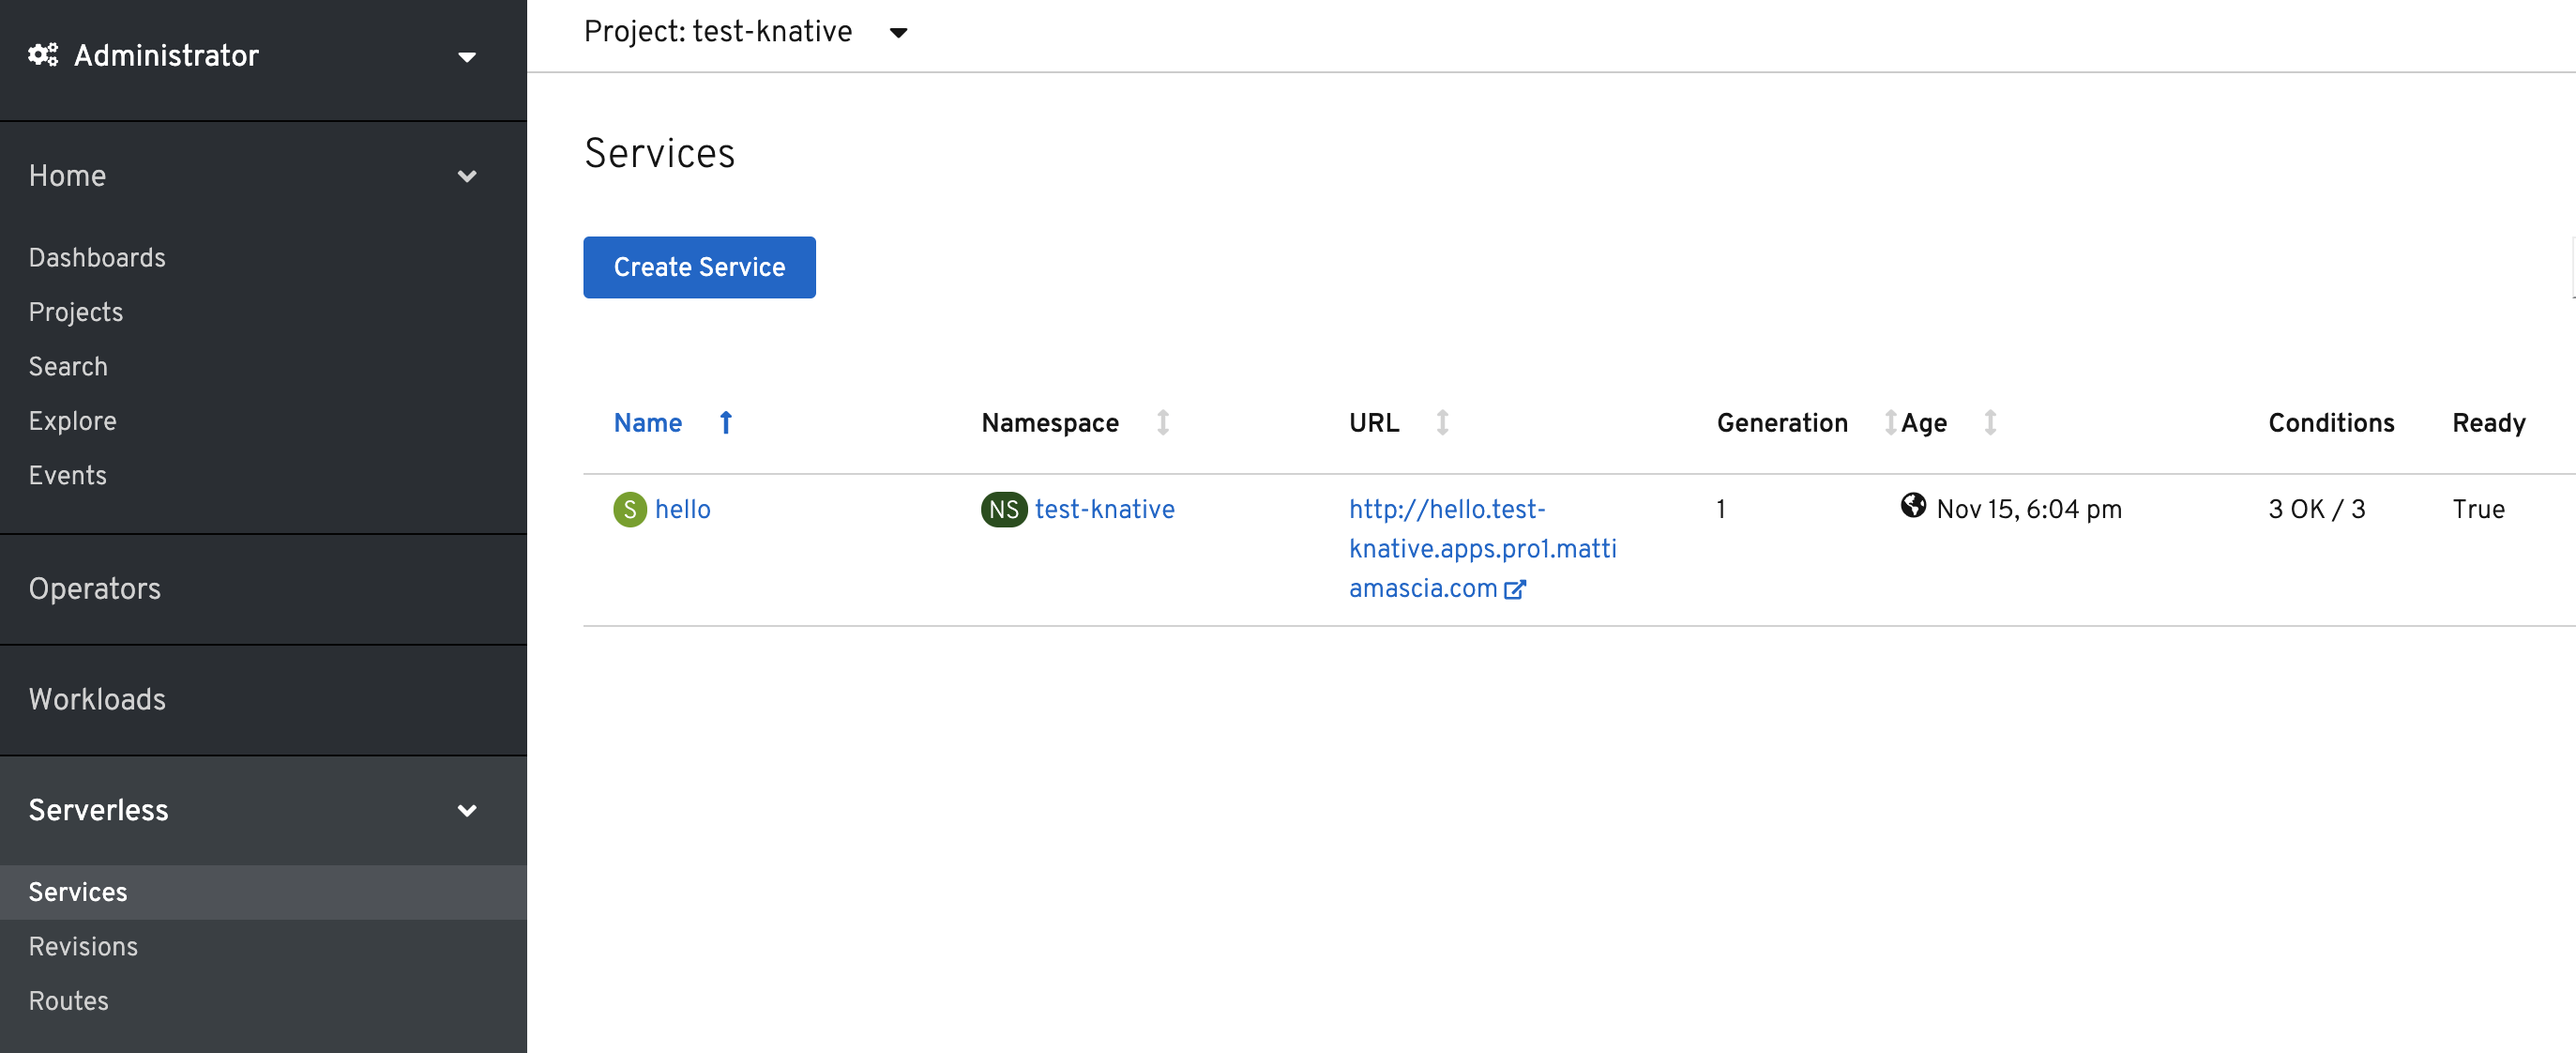 Administrator
Home
Dashboards
Projects
Search
Explore
Events
Operators
Workloads
Serverless
Services
Revisions
Routes
Project: test-knative
Services
Create Service
Name Namespace URL Generation Age Conditions Ready
S hello NS test-knative http://hello.test- 1 Nov 15, 6:04 pm 3 OK / 3 True
knative.apps.pro1.matti
amascia.com